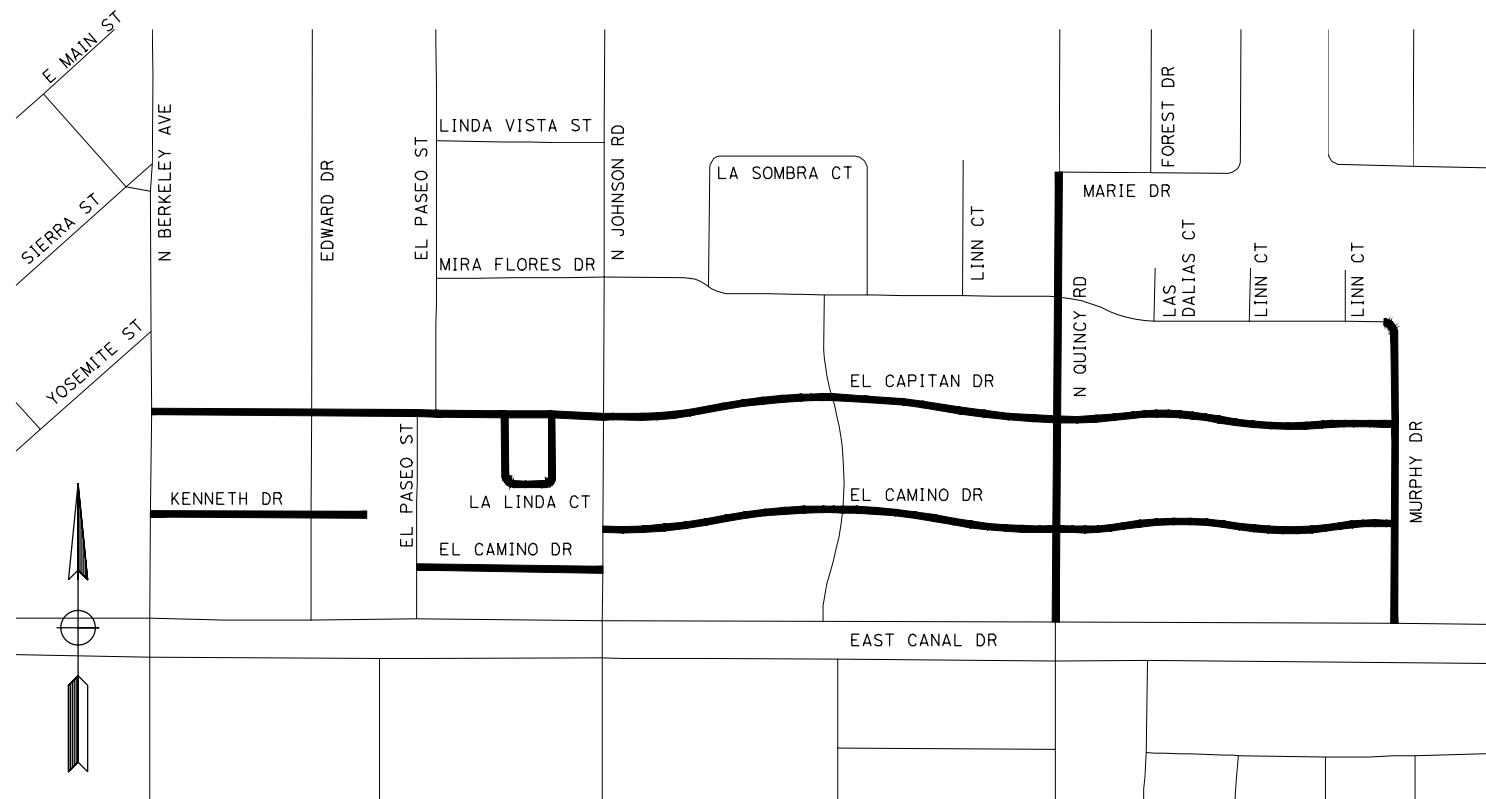 E MAIN ST
SIERRA ST
YOSEMITE ST
N BERKELEY AVE
EDWARD DR
EL PASEO ST
LINDA VISTA ST
MIRA FLORES DR
N JOHNSON RD
LA SOMBRA CT
LINN CT
FOREST DR
MARIE DR
N QUINCY RD
LAS
DALIAS CT
LINN CT
LINN CT
EL CAPITAN DR
MURPHY DR
KENNETH DR
EL PASEO ST
LA LINDA CT
EL CAMINO DR
EL CAMINO DR
EAST CANAL DR